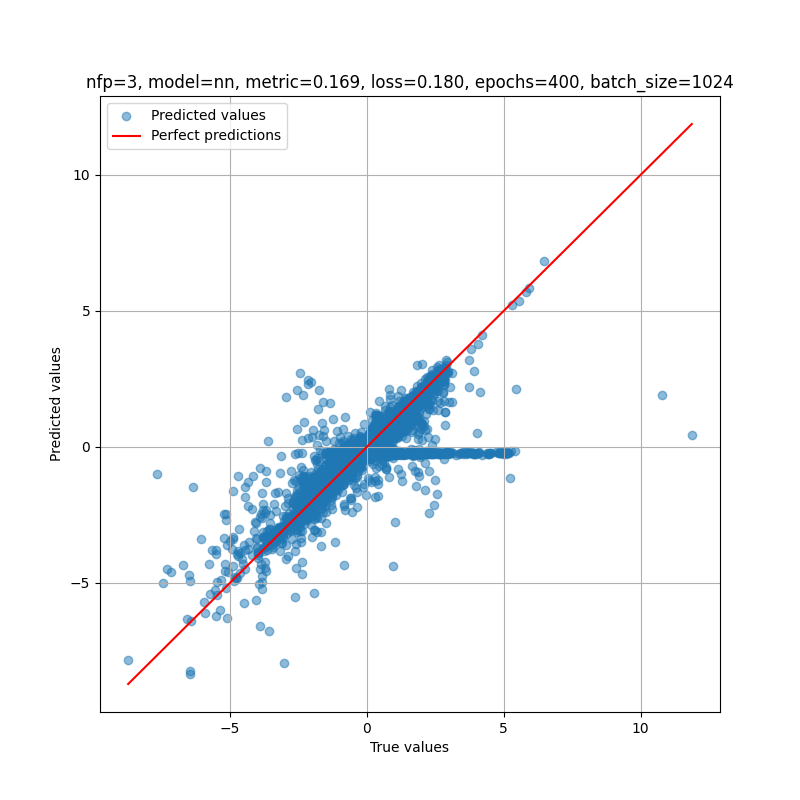 nfp=3, model=nn, metric=0.169, loss=0.180, epochs=400, batch_size=1024
Predicted values
Perfect predictions
10
5
0
−5
Predicted values
−5
0
5
10
True values